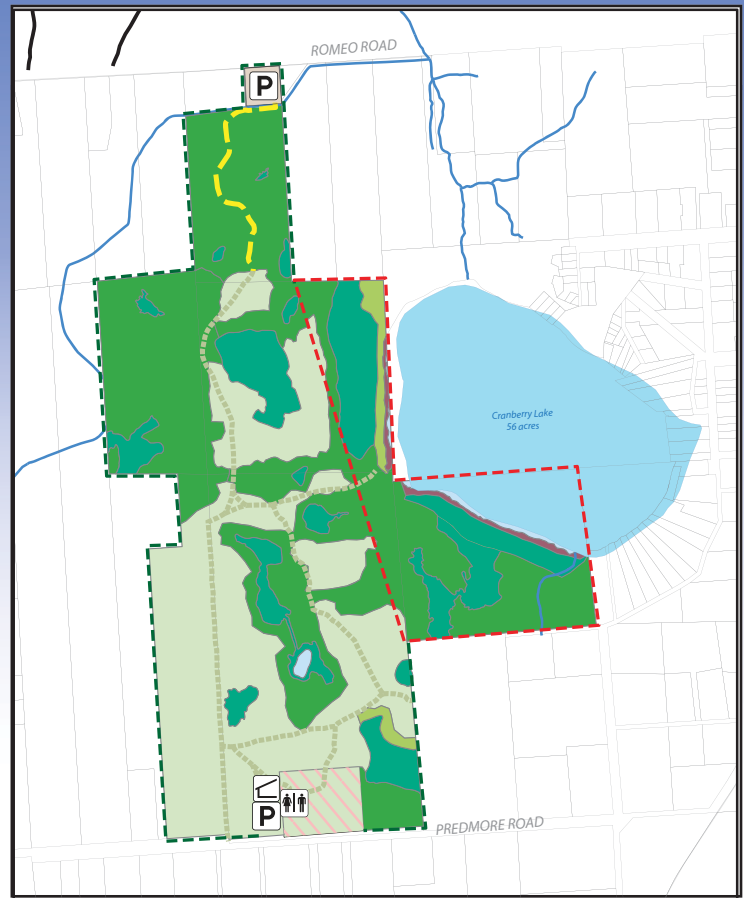 ROMEO ROAD
P
Cranberry Lake
56 acres
P
PREDMORE ROAD